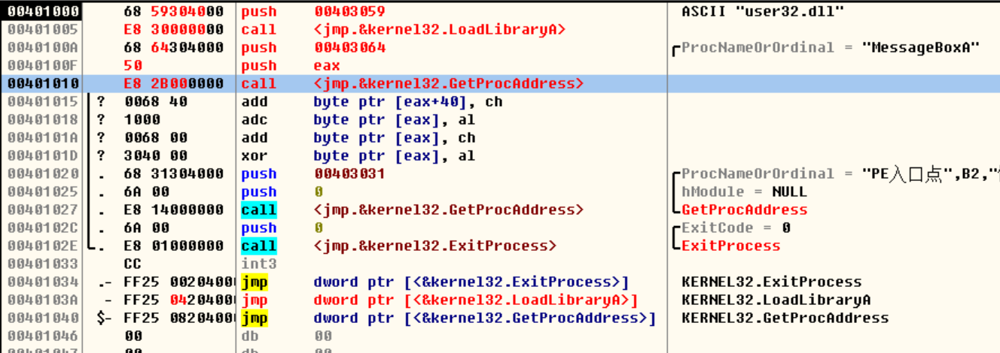 00401000 68 59304000 push 00403059 ASCII "user32.dll"
00401005 E8 30000000 call <jmp.&kernel32.LoadLibraryA>
0040100A 68 64304000 push 00403064 ProcNameOrOrdinal = "MessageBoxA"
0040100F 50 push eax
00401010 E8 2B000000 call <jmp.&kernel32.GetProcAddress>
00401015 ? 0068 40 add byte ptr [eax+40], ch
00401018 ? 1000 adc byte ptr [eax], al
0040101A ? 0068 00 add byte ptr [eax], ch
0040101D ? 3040 00 xor byte ptr [eax], al
00401020 . 68 31304000 push 00403031 ProcNameOrOrdinal = "PE入口点",B2,"
00401025 . 6A 00 push 0 hModule = NULL
00401027 . E8 14000000 call <jmp.&kernel32.GetProcAddress> GetProcAddress
0040102C . 6A 00 push 0 ExitCode = 0
0040102E . E8 01000000 call <jmp.&kernel32.ExitProcess> ExitProcess
00401033 CC int3
00401034 .- FF25 00204000 jmp dword ptr [<&kernel32.ExitProcess>] KERNEL32.ExitProcess
0040103A - FF25 04204000 jmp dword ptr [<&kernel32.LoadLibraryA>] KERNEL32.LoadLibraryA
00401040 $- FF25 08204000 jmp dword ptr [<&kernel32.GetProcAddress>] KERNEL32.GetProcAddress
00401046 00 db 00
00401047 00 db 00